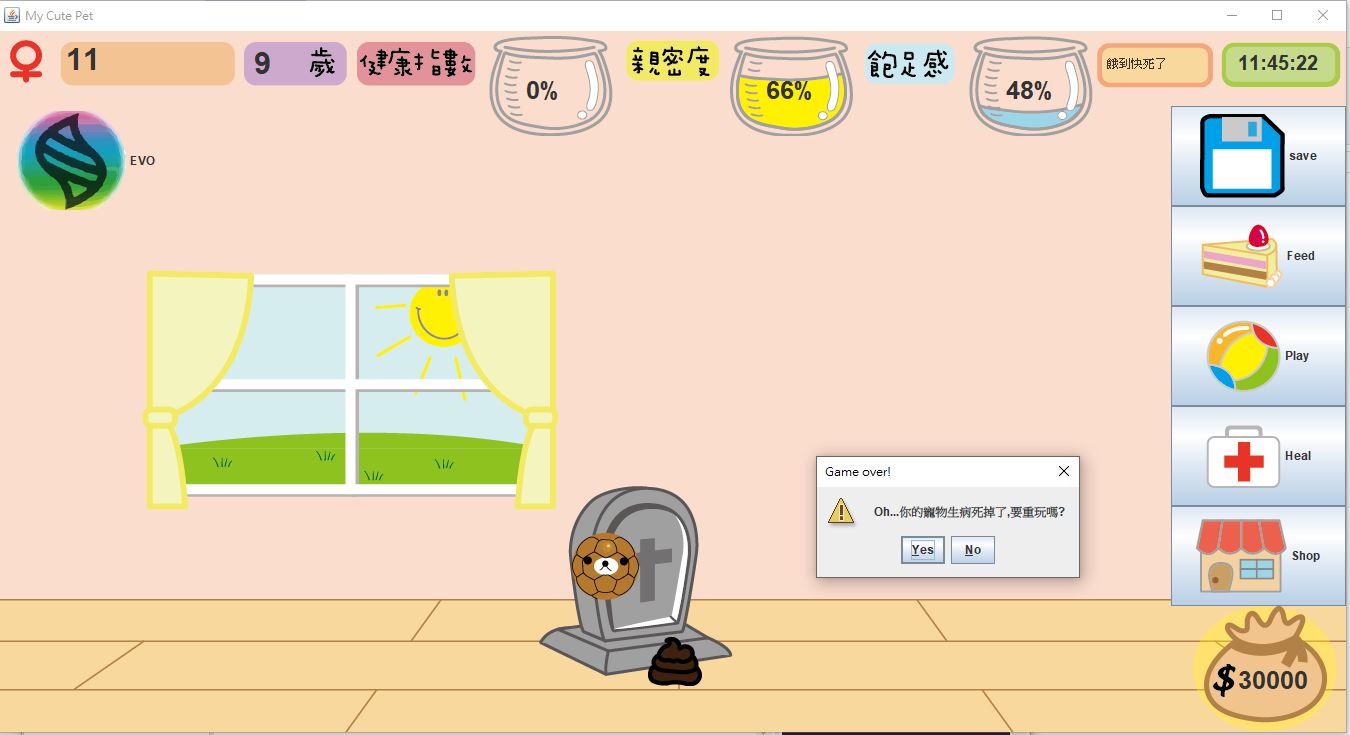 My Cute Pet
11
9 歲
健康指數
0%
親密度
66%
飽足感
48%
餓到快死了
11:45:22
EVO
save
Feed
Play
Heal
Shop
Game over!
Oh...你的寵物生病死掉了,要重玩嗎?
Yes
No
$30000